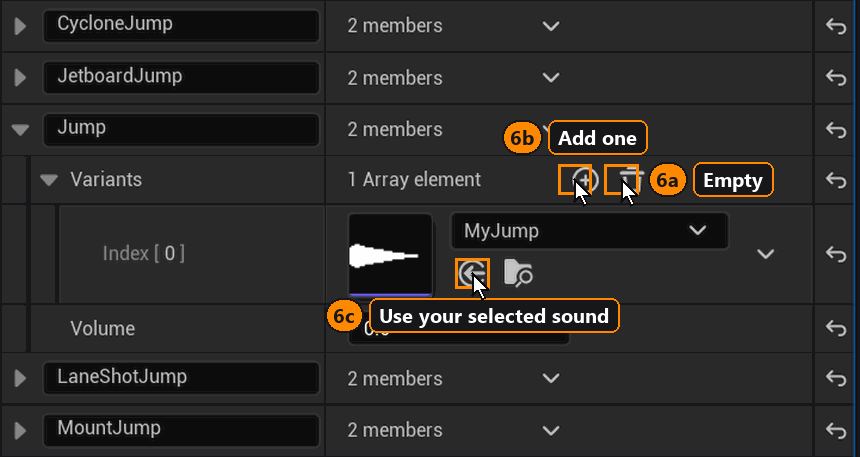 CycloneJump 2 members
JetboardJump 2 members
Jump 2 members
6b Add one
Variants 1 Array element 6a Empty
Index [ 0 ] MyJump
6c Use your selected sound
Volume
LaneShotJump 2 members
MountJump 2 members